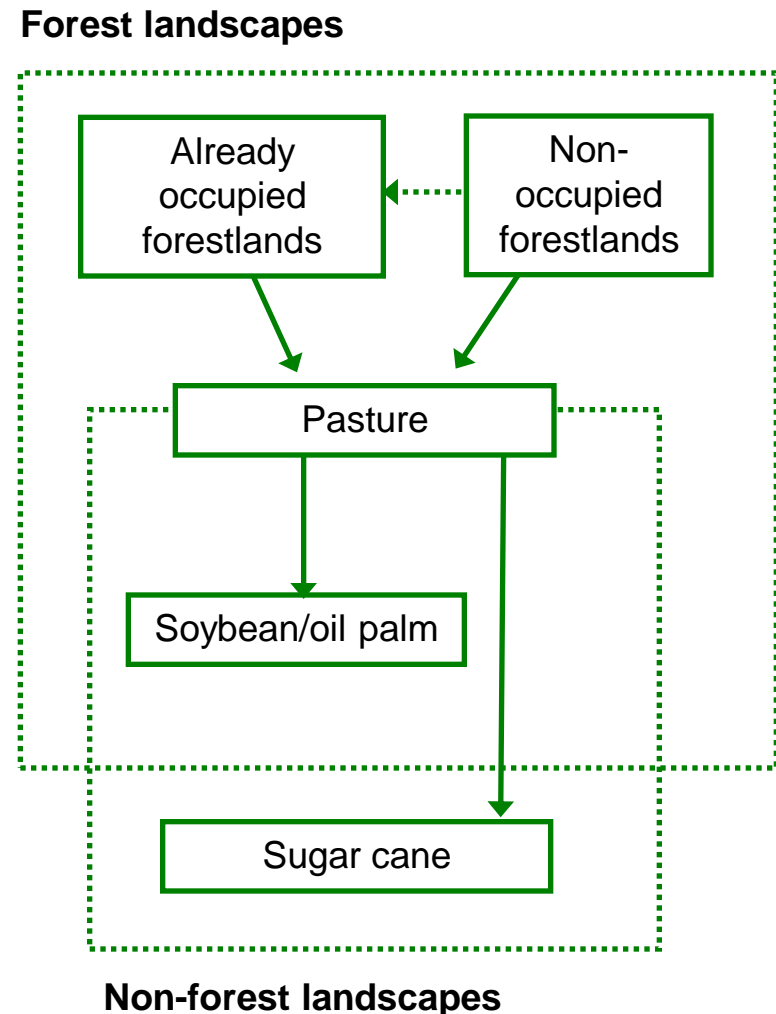 Forest landscapes
Already
occupied
forestlands
Non-
occupied
forestlands
Pasture
Soybean/oil palm
Sugar cane
Non-forest landscapes